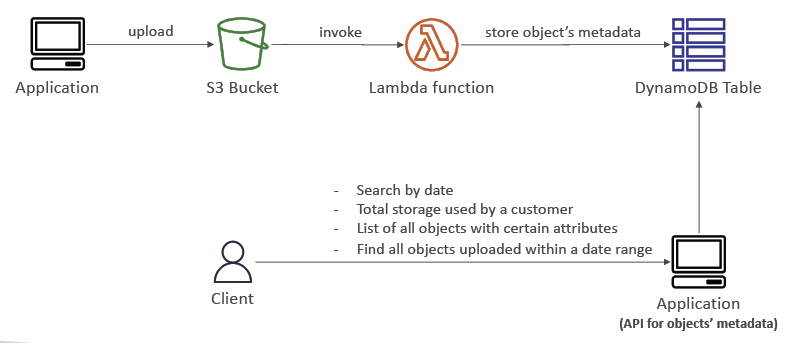 upload
invoke
store object’s metadata
Application
S3 Bucket
Lambda function
DynamoDB Table
- Search by date
- Total storage used by a customer
- List of all objects with certain attributes
- Find all objects uploaded within a date range
Client
Application
(API for objects’ metadata)